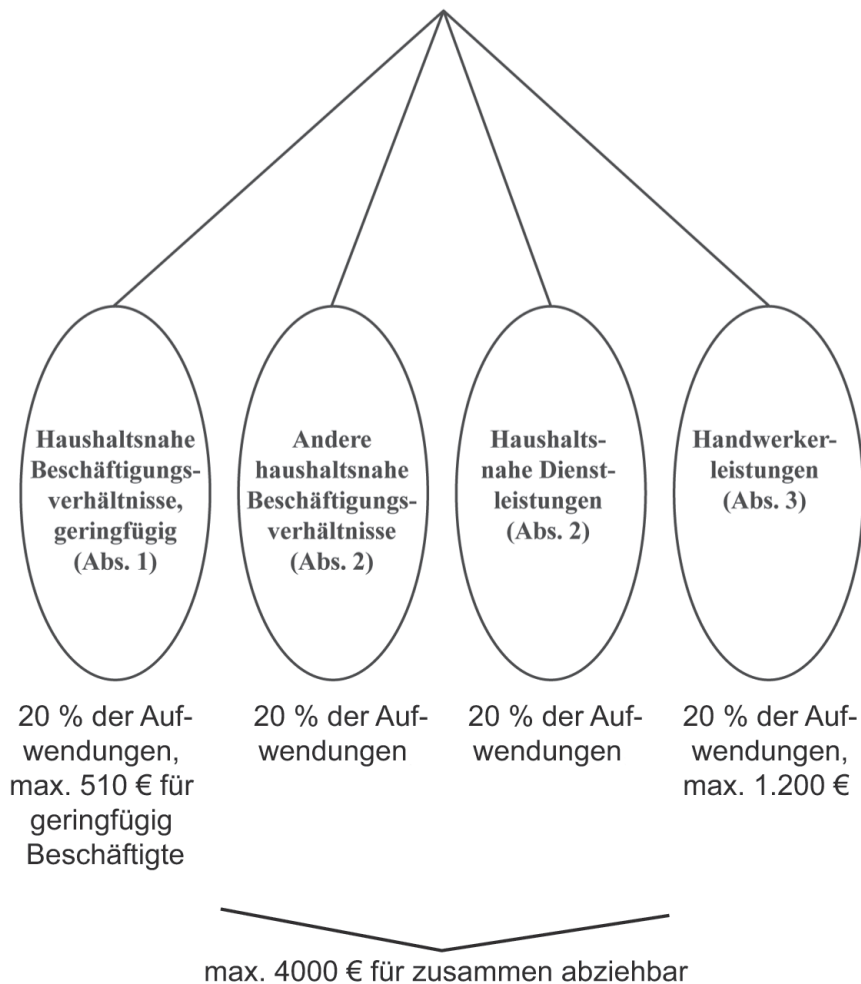 Haushaltsnahe
Beschäftigungs-
verhältnisse,
geringfügig
(Abs. 1)
Andere
haushaltsnahe
Beschäftigungs-
verhältnisse
(Abs. 2)
Haushalts-
nahe Dienst-
leistungen
(Abs. 2)
Handwerker-
leistungen
(Abs. 3)
20 % der Auf-
wendungen,
max. 510 € für
geringfügig
Beschäftigte
20 % der Auf-
wendungen
20 % der Auf-
wendungen
20 % der Auf-
wendungen,
max. 1.200 €
max. 4000 € für zusammen abziehbar